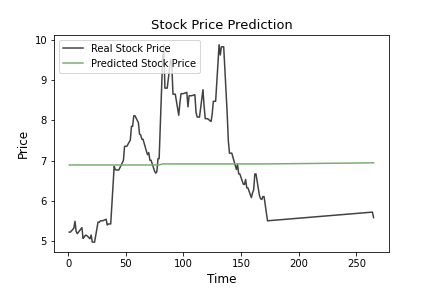 Stock Price Prediction
Real Stock Price
Predicted Stock Price
Price
10
9
8
7
6
5
0 50 100 150 200 250
Time